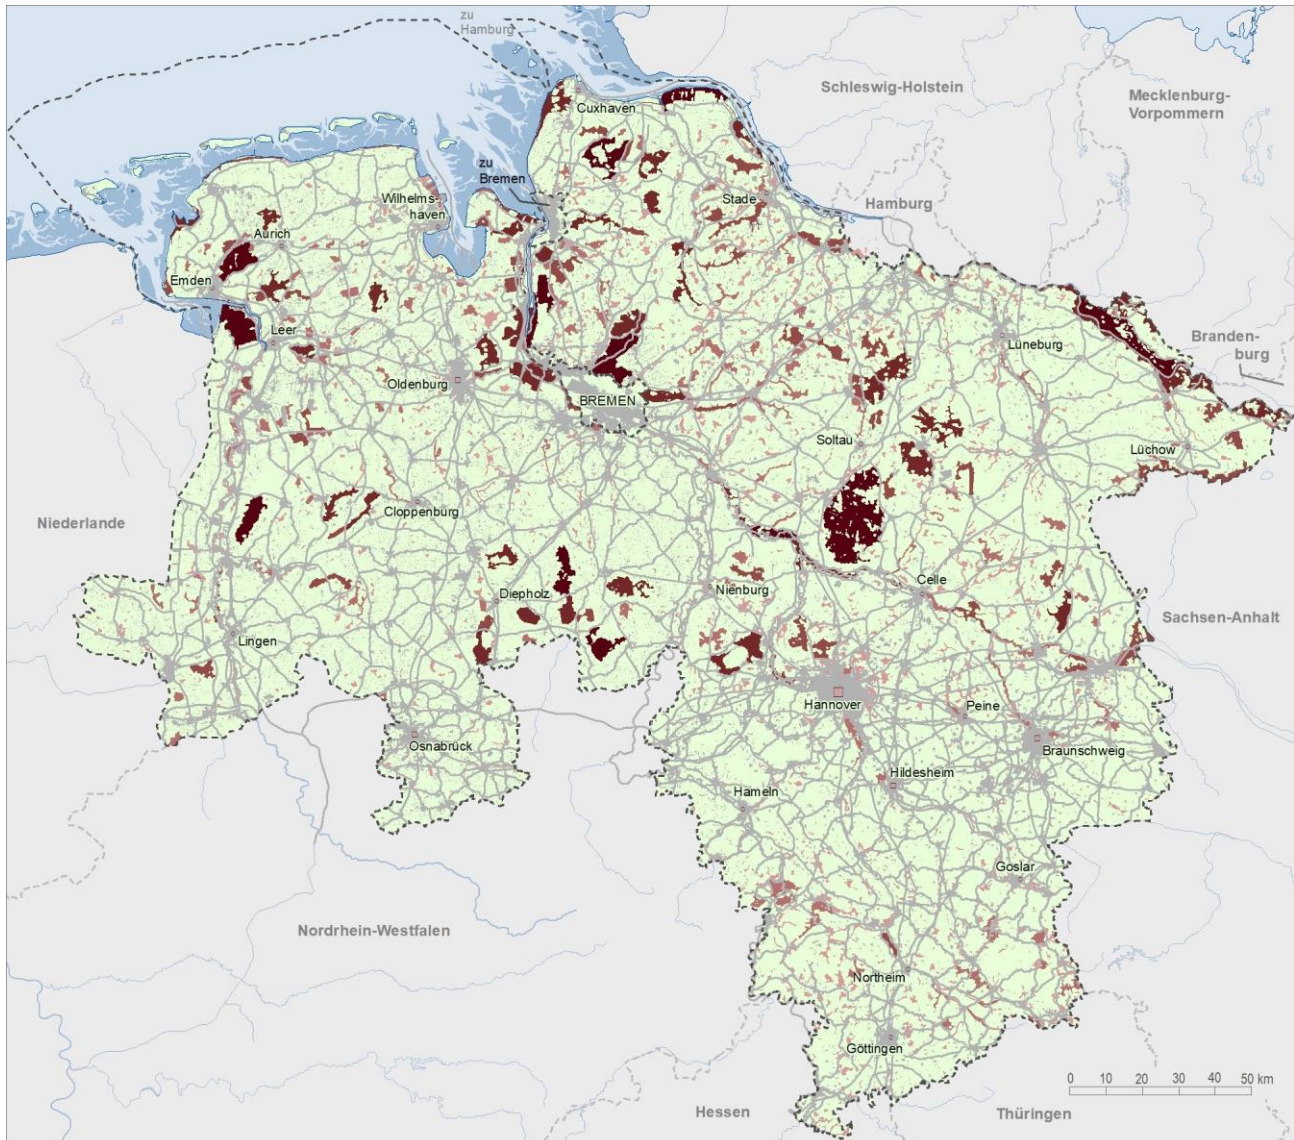 zu
Hamburg
Schleswig-Holstein
Mecklenburg-
Vorpommern
Cuxhaven
zu
Bremen
Wilhelms-
haven
Stade
Hamburg
Aurich
Emden
Leer
Lüneburg
Branden-
burg
Oldenburg
BREMEN
Soltau
Lüchow
Niederlande
Cloppenburg
Celle
Diepholz
Nienburg
Sachsen-Anhalt
Lingen
Hannover
Peine
Osnabrück
Braunschweig
Hildesheim
Hameln
Goslar
Nordrhein-Westfalen
Northeim
Göttingen
0 10 20 30 40 50 km
Hessen
Thüringen